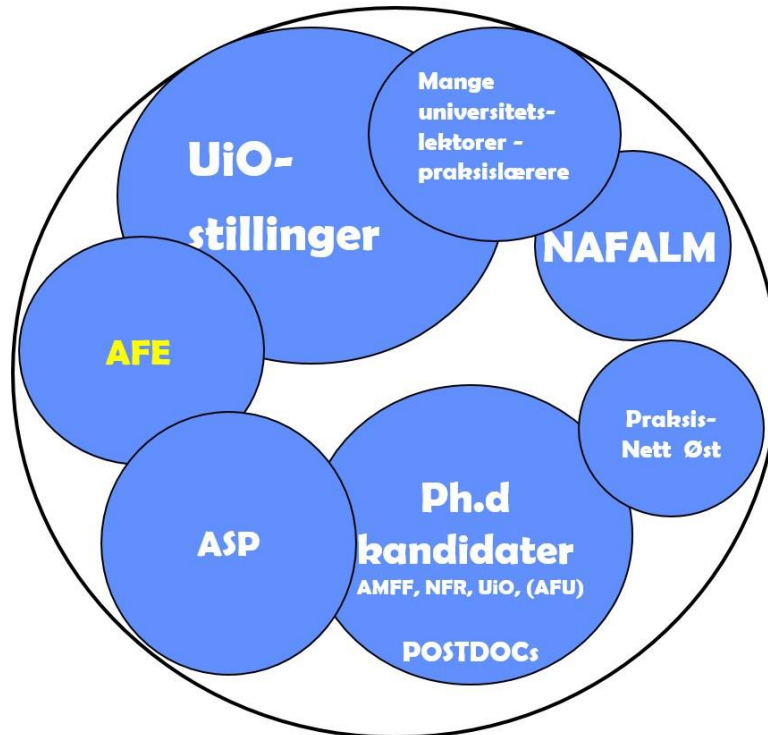 UiO-
stillinger
Mange
universitets-
lektorer -
praksislærere
NAFALM
AFE
Praksis-
Nett Øst
ASP
Ph.d
kandidater
AMFF, NFR, UiO, (AFU)
POSTDOCs